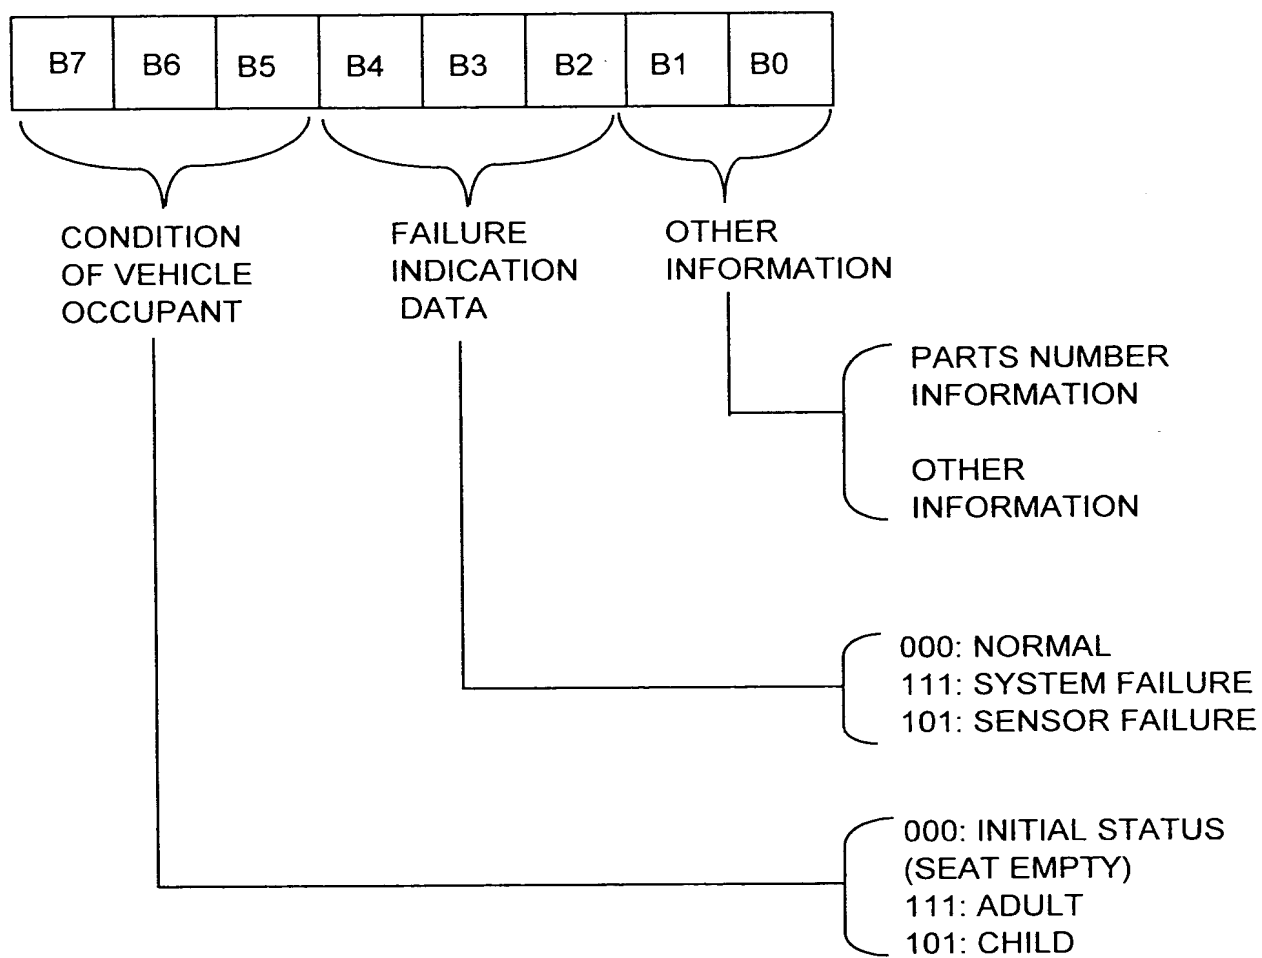 B7 B6 B5 B4 B3 B2 B1 B0
CONDITION
OF VEHICLE
OCCUPANT
FAILURE
INDICATION
DATA
OTHER
INFORMATION
PARTS NUMBER
INFORMATION
OTHER
INFORMATION
000: NORMAL
111: SYSTEM FAILURE
101: SENSOR FAILURE
000: INITIAL STATUS
(SEAT EMPTY)
111: ADULT
101: CHILD